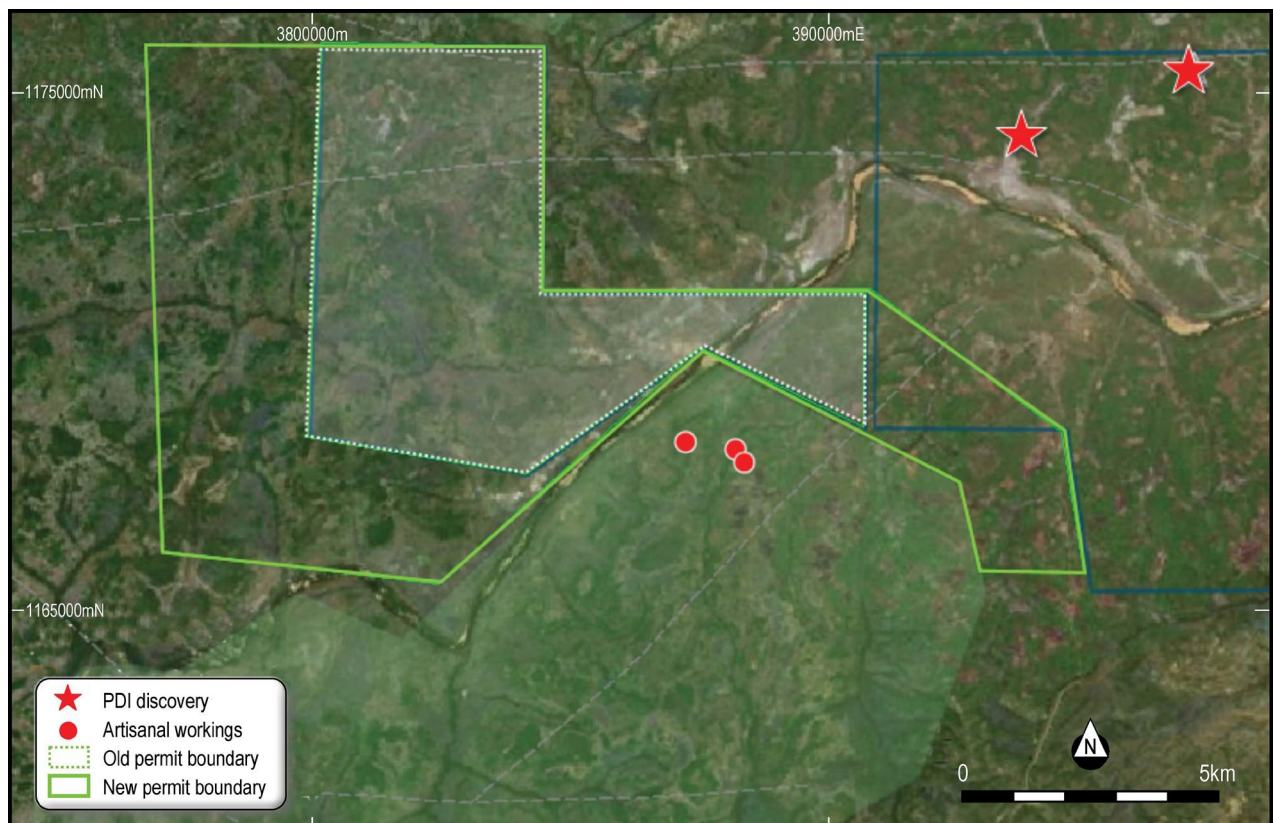 3800000m
390000mE
1175000mN
1165000mN
PDI discovery
Artisanal workings
Old permit boundary
New permit boundary
N
0
5km